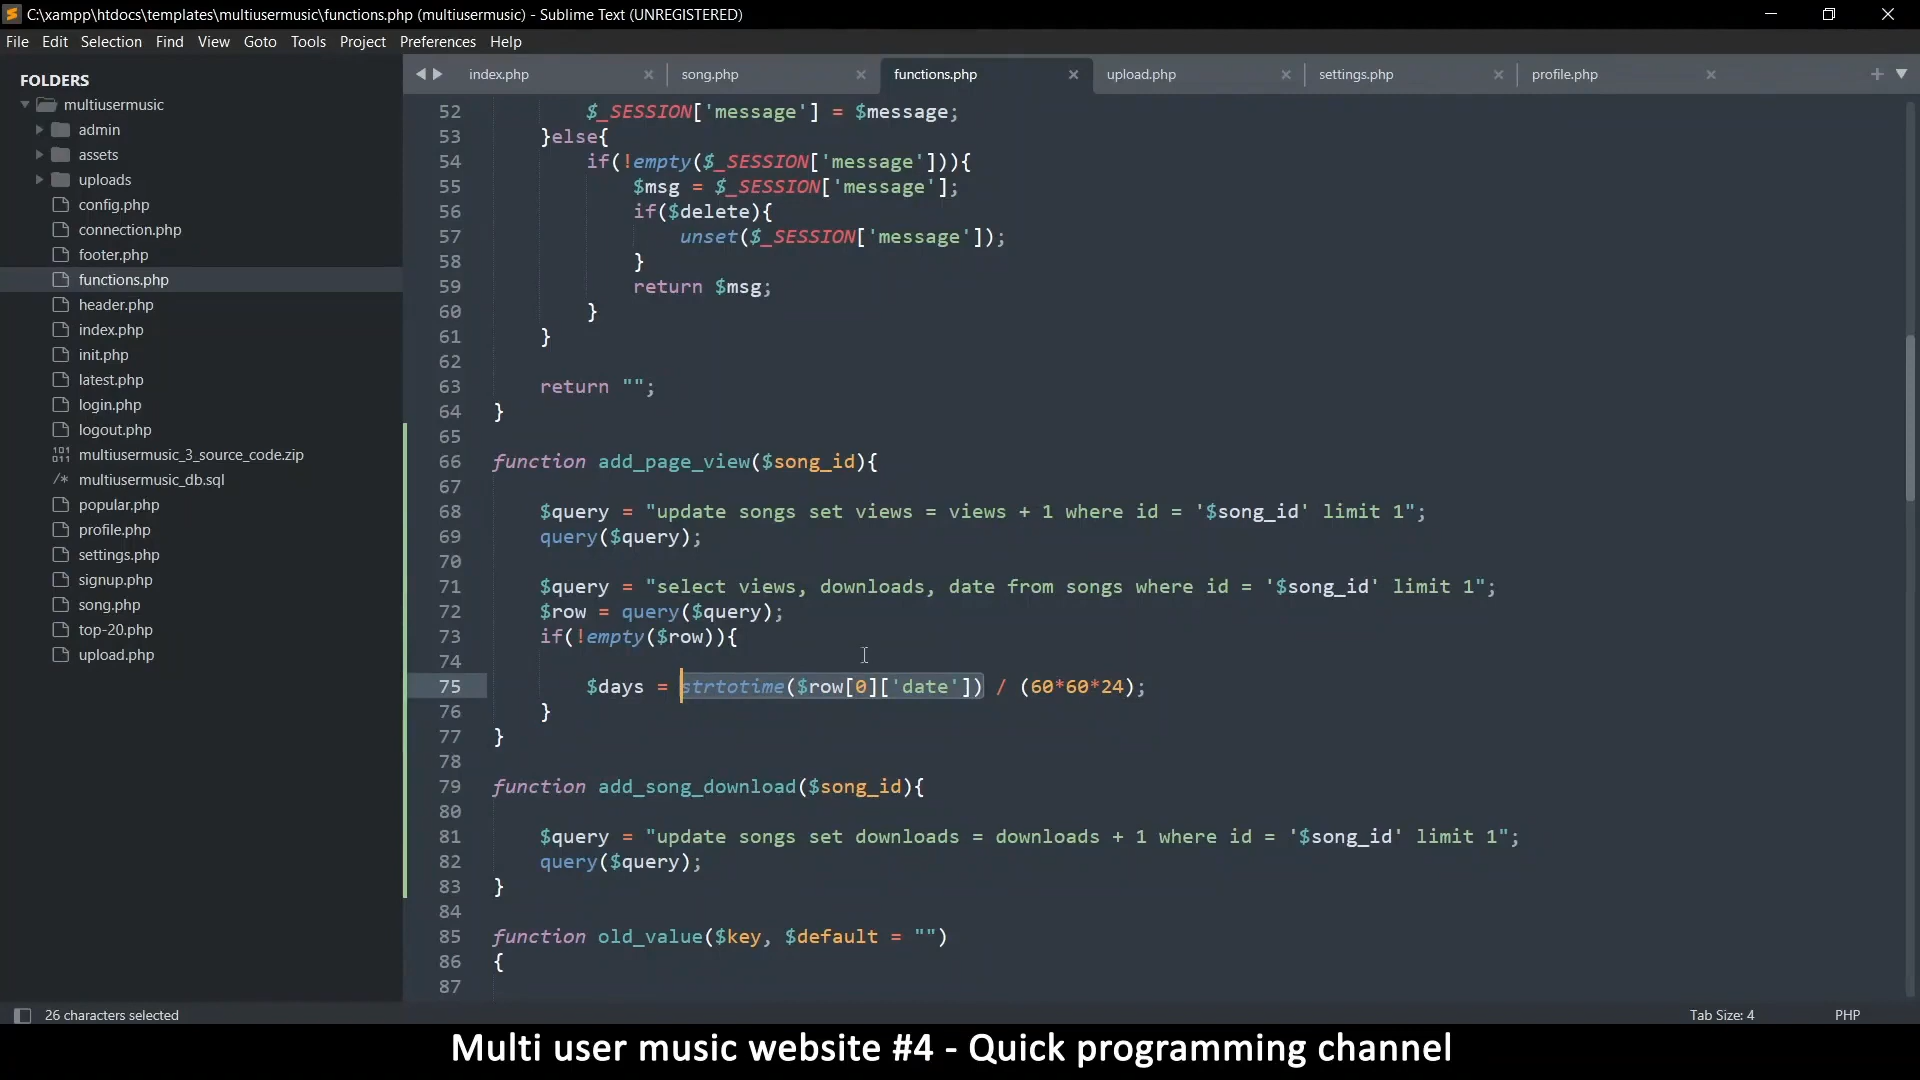 C:\xampp\htdocs\templates\multiusermusic\functions.php (multiusermusic) - Sublime Text (UNREGISTERED)
File Edit Selection Find View Goto Tools Project Preferences Help
FOLDERS
multiusermusic
admin
assets
uploads
config.php
connection.php
footer.php
functions.php
header.php
index.php
init.php
latest.php
login.php
logout.php
multiusermusic_3_source_code.zip
/* multiusermusic_db.sql
popular.php
profile.php
settings.php
signup.php
song.php
top-20.php
upload.php
index.php song.php functions.php upload.php settings.php profile.php
52 $_SESSION['message'] = $message;
53 }else{
54 if(!empty($_SESSION['message'])){
55 $msg = $_SESSION['message'];
56 if($delete){
57 unset($_SESSION['message']);
58 }
59 return $msg;
60 }
61 }
62
63 return "";
64 }
65
66 function add_page_view($song_id){
67
68 $query = "update songs set views = views + 1 where id = '$song_id' limit 1";
69 query($query);
70
71 $query = "select views, downloads, date from songs where id = '$song_id' limit 1";
72 $row = query($query);
73 if(!empty($row)){
74
75 $days = strtotime($row[0]['date']) / (60*60*24);
76 }
77 }
78
79 function add_song_download($song_id){
80
81 $query = "update songs set downloads = downloads + 1 where id = '$song_id' limit 1";
82 query($query);
83 }
84
85 function old_value($key, $default = "")
86 {
87
26 characters selected
Tab Size: 4 PHP
Multi user music website #4 - Quick programming channel